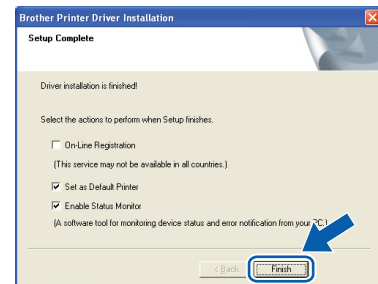 Brother Printer Driver Installation
Setup Complete
Driver installation is finished!
Select the actions to perform when Setup finishes.
On-Line Registration
(This service may not be available in all countries.)
Set as Default Printer
Enable Status Monitor
(A software tool for monitoring device status and error notification from your PC.)
< Back
Finish